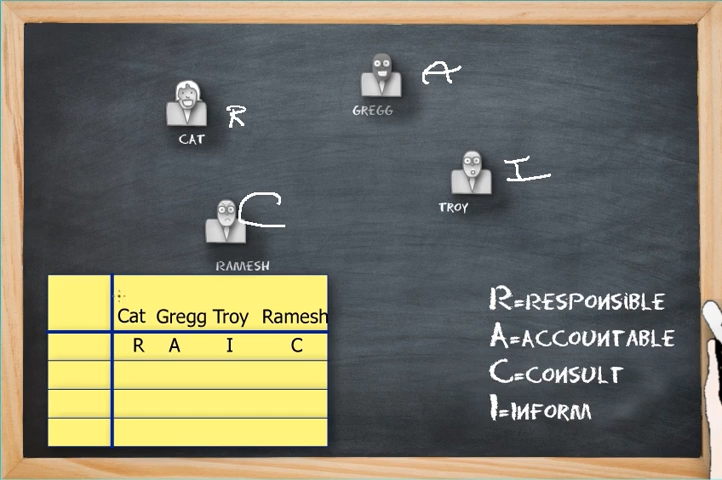 A
GREGG
R
CAT
I
TROY
C
RAMESH
Cat Gregg Troy Ramesh
R A I C
R=RESPONSIBLE
A=ACCOUNTABLE
C=CONSULT
I=INFORM